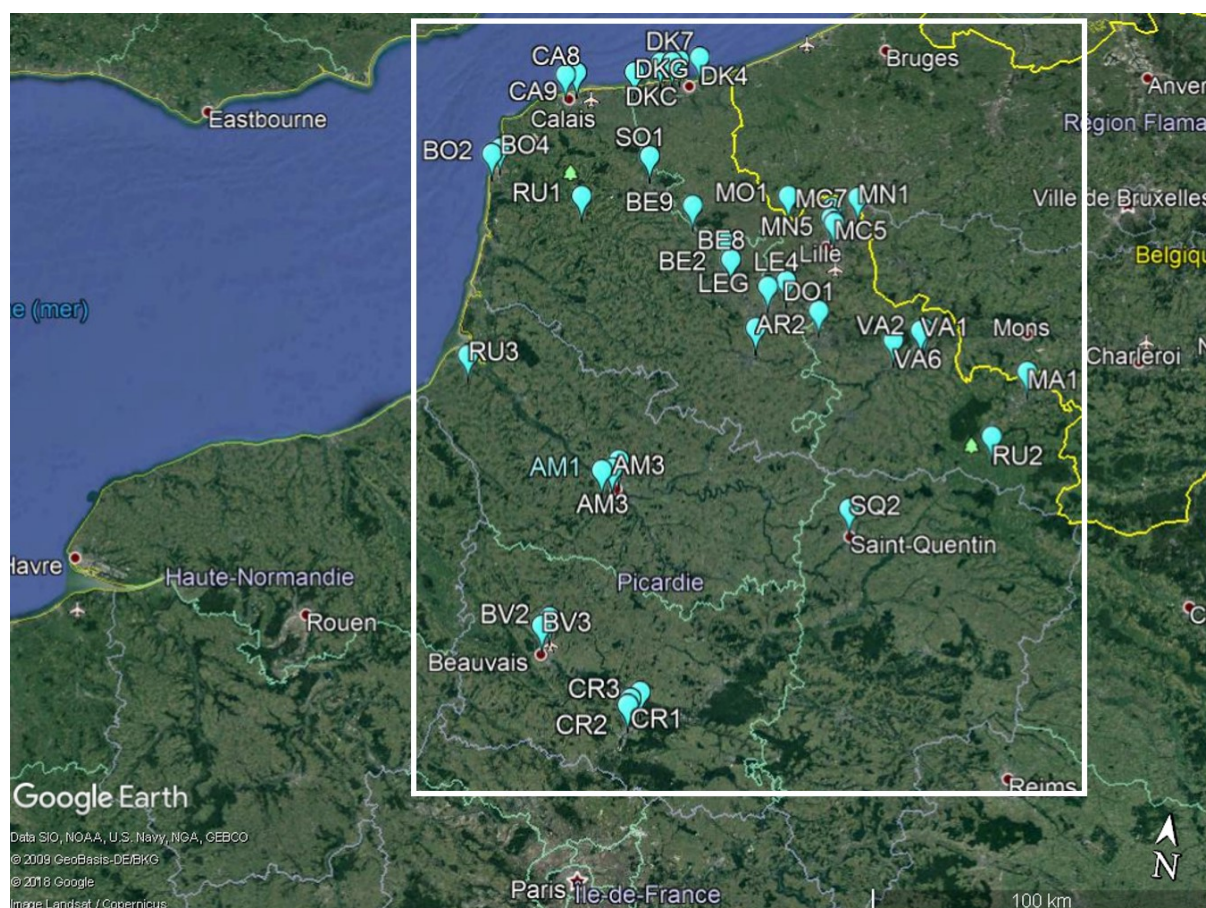 DK7
CA8
DKG
DK4
Bruges
CA9
DKC
Anver
Eastbourne
Calais
Région Flama
BO2
BO4
SO1
RU1
BE9
MO1
MC7
MN1
Ville de Bruxelles
MN5
MC5
BE8
BE2
LE4
Lille
Belgiqu
LEG
DO1
e (mer)
AR2
VA2
VA1
Mons
RU3
VA6
Charleroi
N
MA1
AM1
AM3
RU2
AM3
SQ2
Saint-Quentin
Havre
Haute-Normandie
Picardie
Rouen
BV2
BV3
C
Beauvais
CR3
CR2
CR1
Reims
Google Earth
Data SIO, NOAA, U.S. Navy, NGA, GEBCO
© 2009 GeoBasis-DE/BKG
© 2018 Google
Image Landsat / Copernicus
Paris
Île-de-France
100 km
N